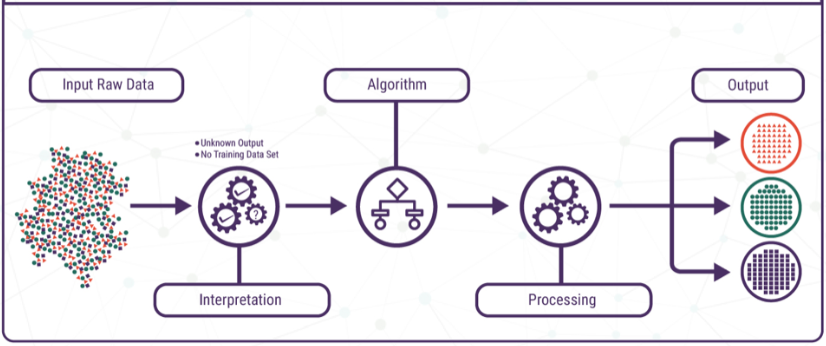 Input Raw Data
Algorithm
Output
• Unknown Output
• No Training Data Set
?
Interpretation
Processing